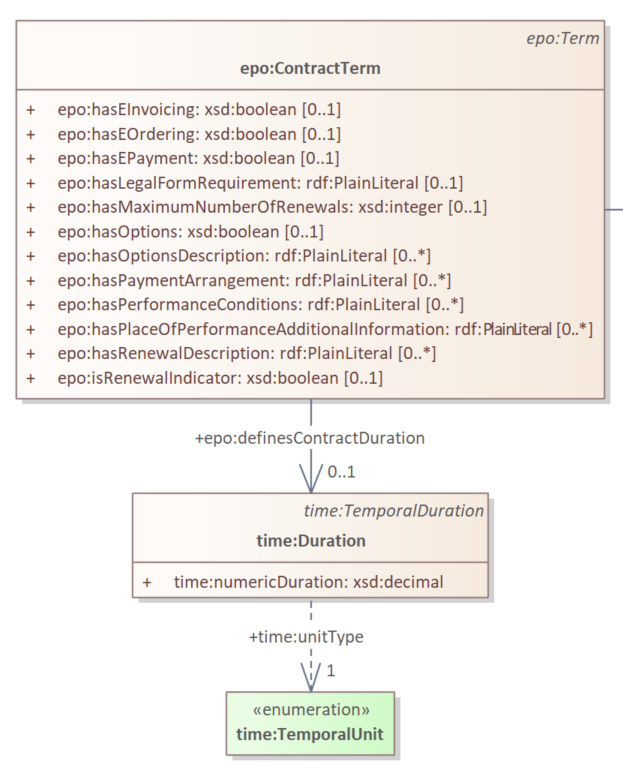 epo:Term
epo:ContractTerm
+ epo:hasEInvoicing: xsd:boolean [0..1]
+ epo:hasEOrdering: xsd:boolean [0..1]
+ epo:hasEPayment: xsd:boolean [0..1]
+ epo:hasLegalFormRequirement: rdf:PlainLiteral [0..1]
+ epo:hasMaximumNumberOfRenewals: xsd:integer [0..1]
+ epo:hasOptions: xsd:boolean [0..1]
+ epo:hasOptionsDescription: rdf:PlainLiteral [0..*]
+ epo:hasPaymentArrangement: rdf:PlainLiteral [0..*]
+ epo:hasPerformanceConditions: rdf:PlainLiteral [0..*]
+ epo:hasPlaceOfPerformanceAdditionalInformation: rdf:PlainLiteral [0..*]
+ epo:hasRenewalDescription: rdf:PlainLiteral [0..*]
+ epo:isRenewalIndicator: xsd:boolean [0..1]
+epo:definesContractDuration
0..1
time:TemporalDuration
time:Duration
+ time:numericDuration: xsd:decimal
+time:unitType
1
«enumeration»
time:TemporalUnit